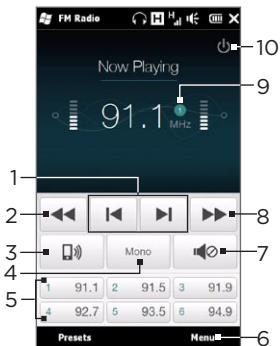 FM Radio H H
10
Now Playing
9
91.1 1
MHz
1
2 8
3 Mono 7
4
5
1 91.1 2 91.5 3 91.9
4 92.7 5 93.5 6 94.9
Presets Menu 6